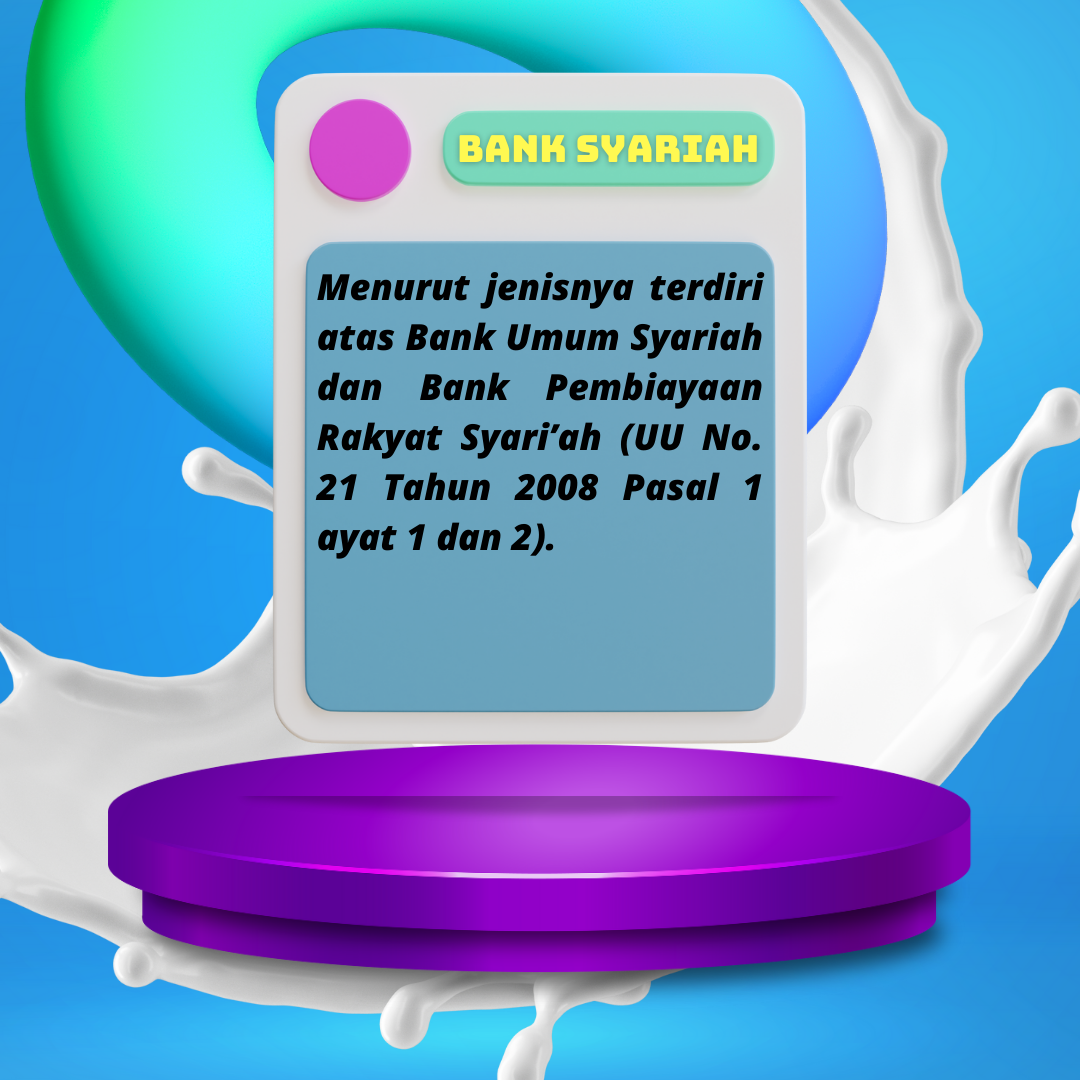 BANK SYARIAH
Menurut jenisnya terdiri
atas Bank Umum Syariah
dan Bank Pembiayaan
Rakyat Syari’ah (UU No.
21 Tahun 2008 Pasal 1
ayat 1 dan 2).